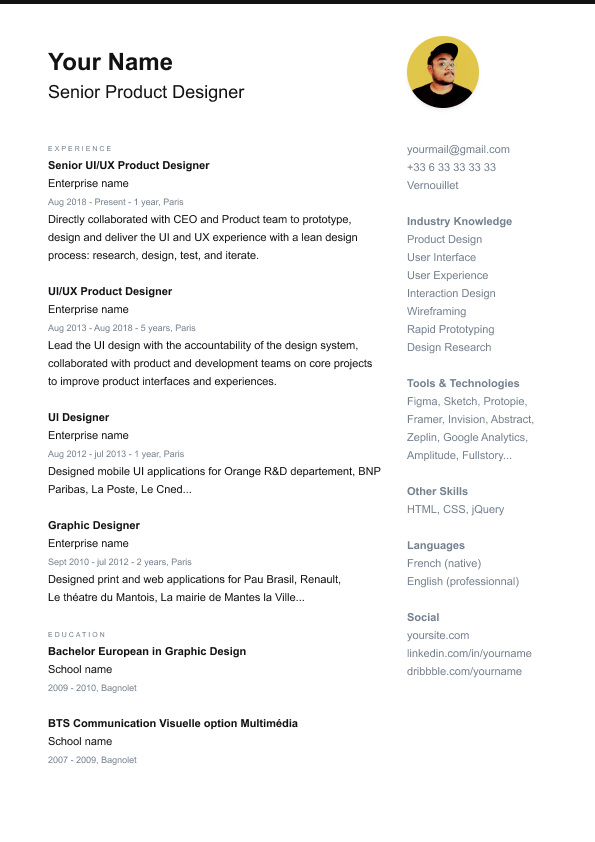 Your Name
Senior Product Designer
EXPERIENCE
Senior UI/UX Product Designer
Enterprise name
Aug 2018 - Present - 1 year, Paris
Directly collaborated with CEO and Product team to prototype,
design and deliver the UI and UX experience with a lean design
process: research, design, test, and iterate.
UI/UX Product Designer
Enterprise name
Aug 2013 - Aug 2018 - 5 years, Paris
Lead the UI design with the accountability of the design system,
collaborated with product and development teams on core projects
to improve product interfaces and experiences.
UI Designer
Enterprise name
Aug 2012 - jul 2013 - 1 year, Paris
Designed mobile UI applications for Orange R&D departement, BNP
Paribas, La Poste, Le Cned...
Graphic Designer
Enterprise name
Sept 2010 - jul 2012 - 2 years, Paris
Designed print and web applications for Pau Brasil, Renault,
Le théatre du Mantois, La mairie de Mantes la Ville...
EDUCATION
Bachelor European in Graphic Design
School name
2009 - 2010, Bagnolet
BTS Communication Visuelle option Multimédia
School name
2007 - 2009, Bagnolet
yourmail@gmail.com
+33 6 33 33 33 33
Vernouillet
Industry Knowledge
Product Design
User Interface
User Experience
Interaction Design
Wireframing
Rapid Prototyping
Design Research
Tools & Technologies
Figma, Sketch, Protopie,
Framer, Invision, Abstract,
Zeplin, Google Analytics,
Amplitude, Fullstory...
Other Skills
HTML, CSS, jQuery
Languages
French (native)
English (professionnal)
Social
yoursite.com
linkedin.com/in/yourname
dribbble.com/yourname